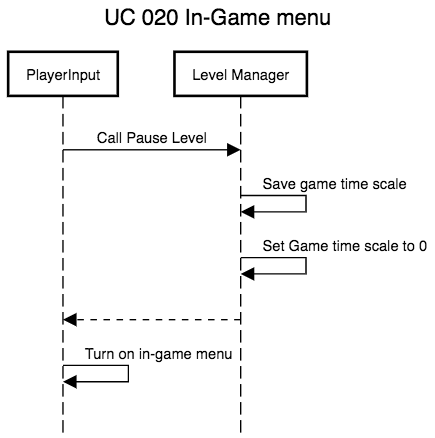 UC 020 In-Game menu
PlayerInput
Level Manager
Call Pause Level
Save game time scale
Set Game time scale to 0
Turn on in-game menu